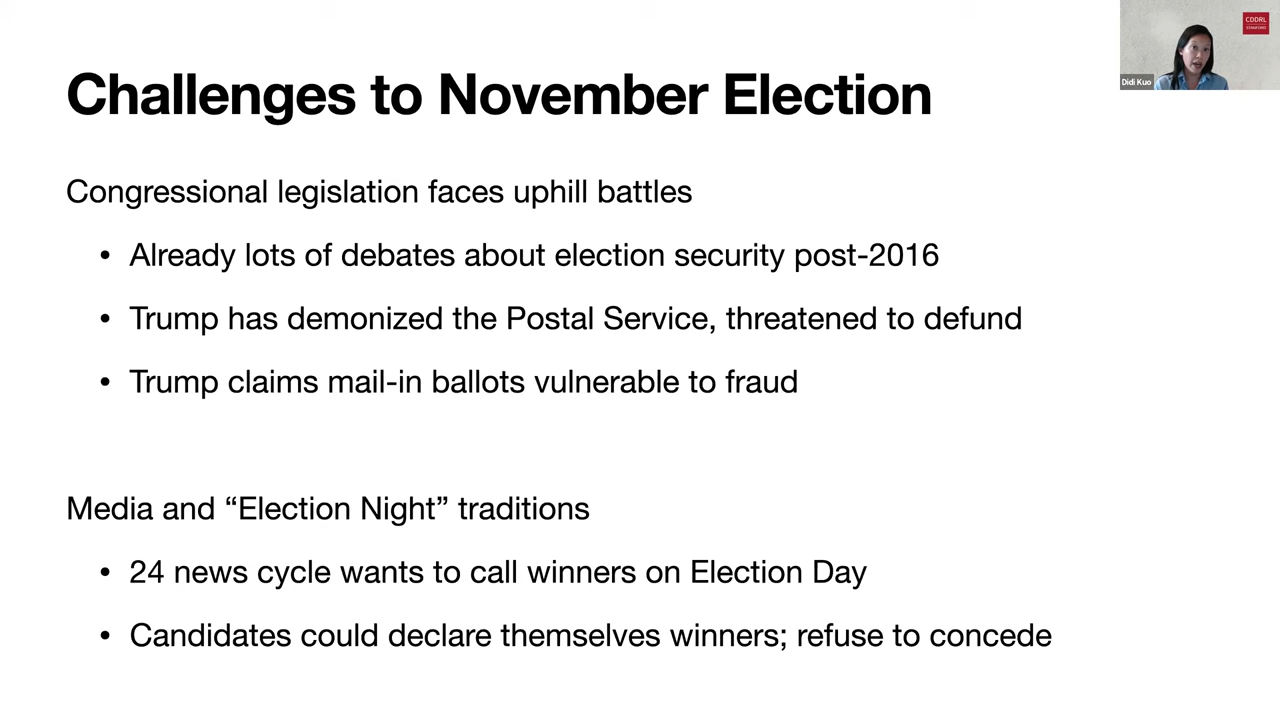 CDDRL
STANFORD
Didi Kuo
Challenges to November Election
Congressional legislation faces uphill battles
• Already lots of debates about election security post-2016
• Trump has demonized the Postal Service, threatened to defund
• Trump claims mail-in ballots vulnerable to fraud
Media and “Election Night” traditions
• 24 news cycle wants to call winners on Election Day
• Candidates could declare themselves winners; refuse to concede